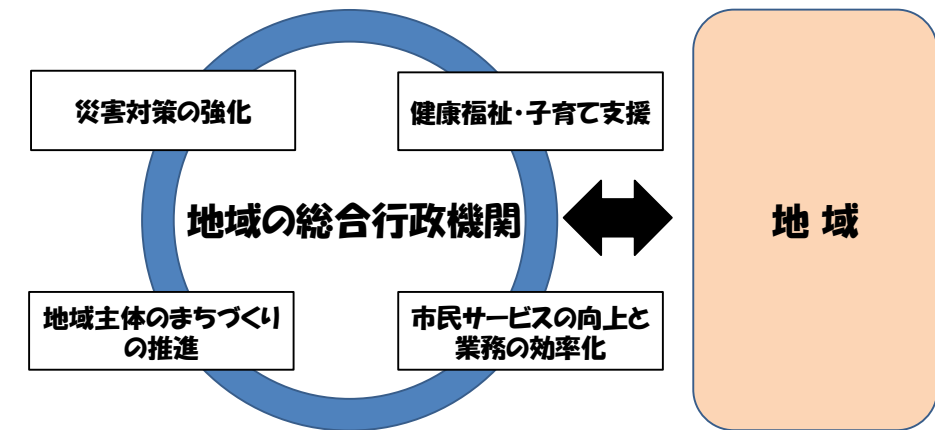 災害対策の強化
健康福祉・子育て支援
地域の総合行政機関
地 域
地域主体のまちづくり
の推進
市民サービスの向上と
業務の効率化